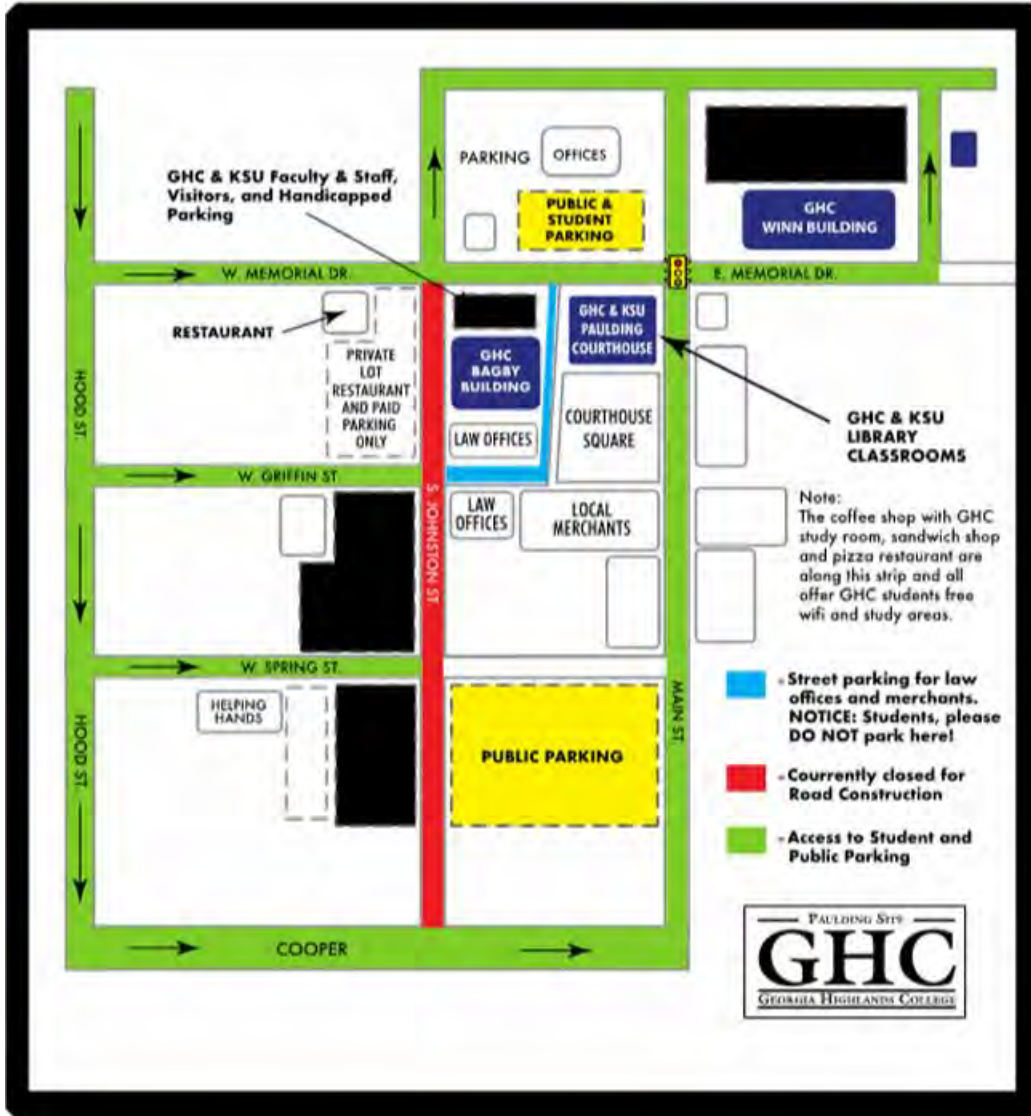 GHC & KSU Faculty & Staff,
Visitors, and Handicapped
Parking
PARKING
OFFICES
PUBLIC &
STUDENT
PARKING
GHC
WINN BUILDING
W. MEMORIAL DR.
E. MEMORIAL DR.
RESTAURANT
PRIVATE
LOT
RESTAURANT
AND PAID
PARKING
ONLY
GHC
BAGBY
BUILDING
LAW OFFICES
GHC & KSU
PAULDING
COURTHOUSE
COURTHOUSE
SQUARE
GHC & KSU
LIBRARY
CLASSROOMS
HOOD ST.
W. GRIFFIN ST
S. JOHNSTON ST.
LAW
OFFICES
LOCAL
MERCHANTS
Note:
The coffee shop with GHC
study room, sandwich shop
and pizza restaurant are
along this strip and all
offer GHC students free
wifi and study areas.
W. SPRING ST.
HELPING
HANDS
HOOD ST.
PUBLIC PARKING
MAIN ST.
- Street parking for law
offices and merchants.
NOTICE: Students, please
DO NOT park here!
- Courrently closed for
Road Construction
- Access to Student and
Public Parking
COOPER
PAULDING SITE
GHC
GEORGIA HIGHLANDS COLLEGE